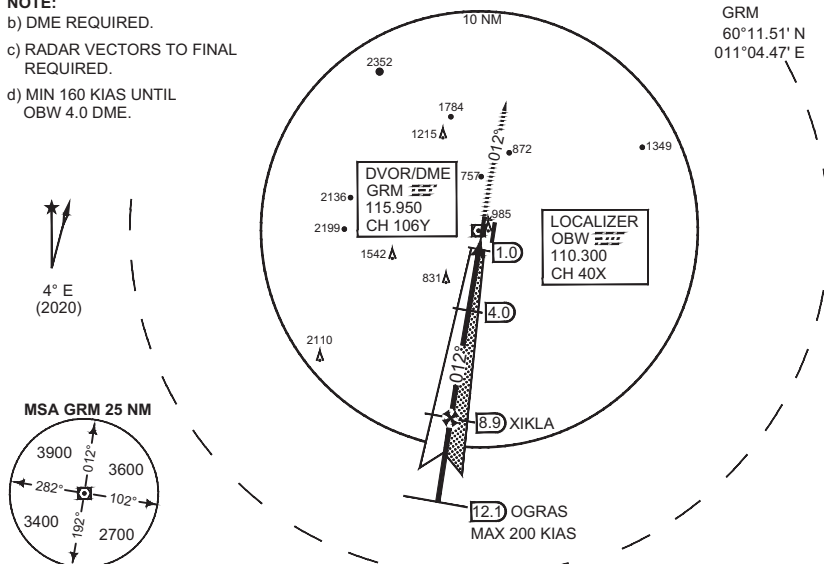 NOTE:
b) DME REQUIRED.
c) RADAR VECTORS TO FINAL
REQUIRED.
d) MIN 160 KIAS UNTIL
OBW 4.0 DME.
10 NM
GRM
60°11.51' N
011°04.47' E
2352
1784
1215
012°
872
1349
DVOR/DME
GRM
115.950
CH 106Y
757
2136
2199
985
LOCALIZER
OBW
110.300
CH 40X
1542
1.0
831
4° E
(2020)
4.0
2110
012°
8.9 XIKLA
MSA GRM 25 NM
3900
012°
3600
282°
102°
3400
192°
2700
12.1 OGRAS
MAX 200 KIAS